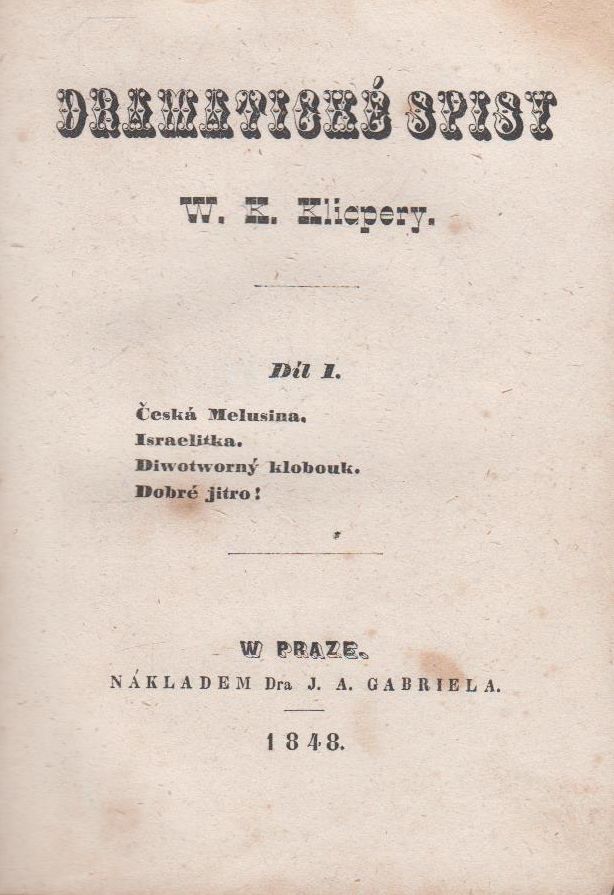 DRAMATICKÉ SPISY
W. K. Klicpery.
Díl I.
Česká Melusina.
Israelitka.
Diwotworný klobouk.
Dobré jitro!
W PRAZE.
NÁKLADEM Dra J. A. GABRIELA.
1848.